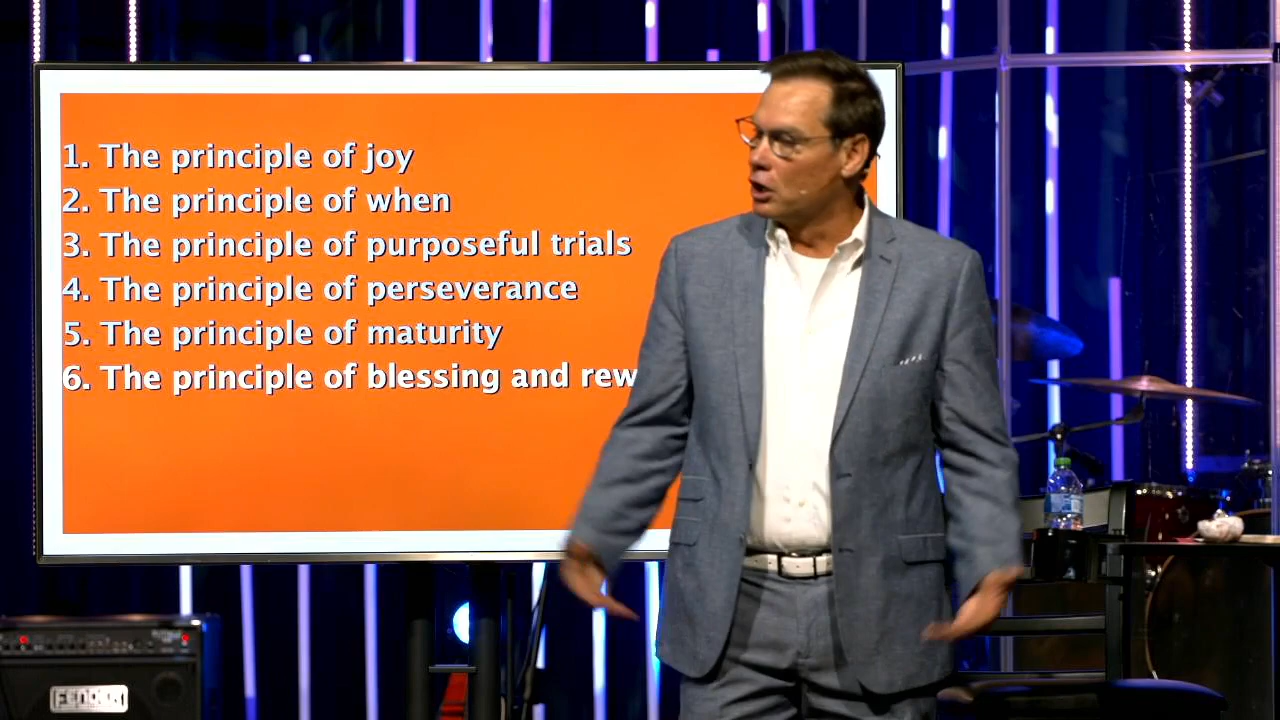 1. The principle of joy
2. The principle of when
3. The principle of purposeful trials
4. The principle of perseverance
5. The principle of maturity
6. The principle of blessing and rew